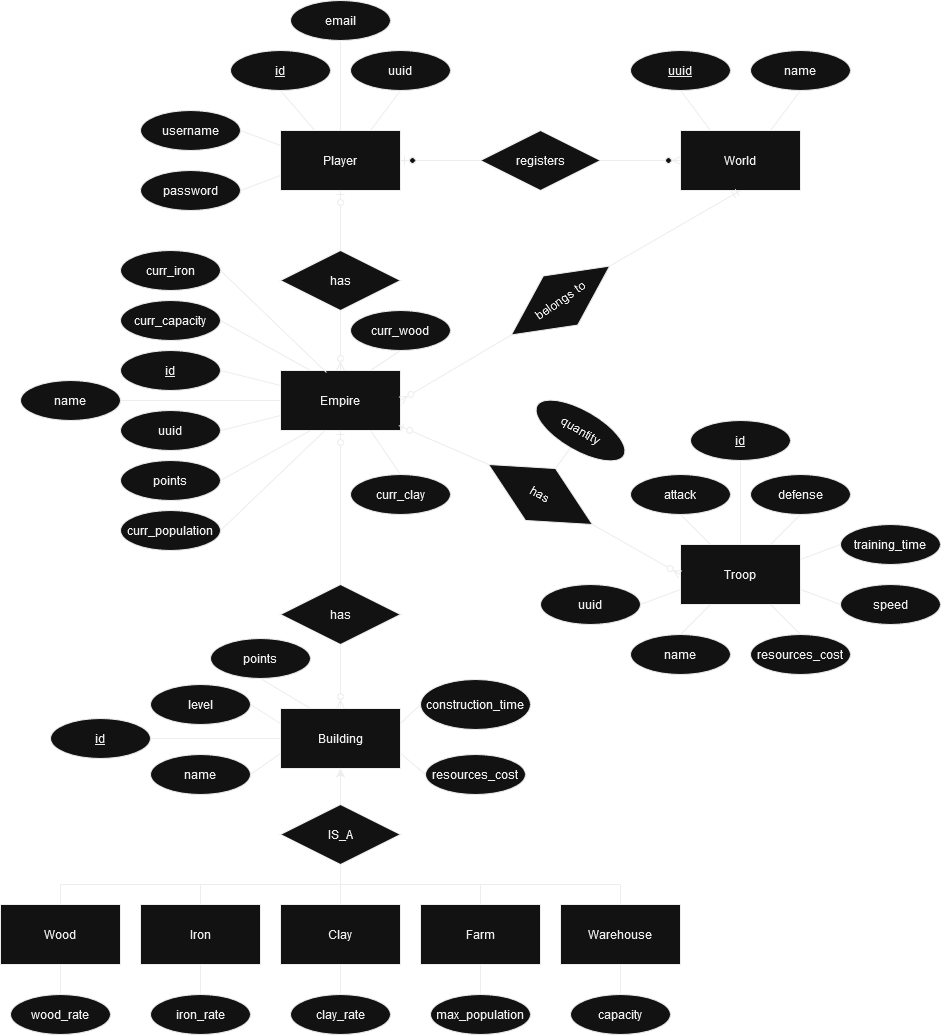 email
id
uuid
uuid
name
username
Player
registers
World
password
curr_iron
has
belongs to
curr_capacity
curr_wood
id
name
Empire
uuid
quantity
id
points
curr_clay
has
attack
defense
curr_population
training_time
Troop
uuid
speed
has
name
resources_cost
points
level
construction_time
id
Building
name
resources_cost
IS_A
Wood
Iron
Clay
Farm
Warehouse
wood_rate
iron_rate
clay_rate
max_population
capacity